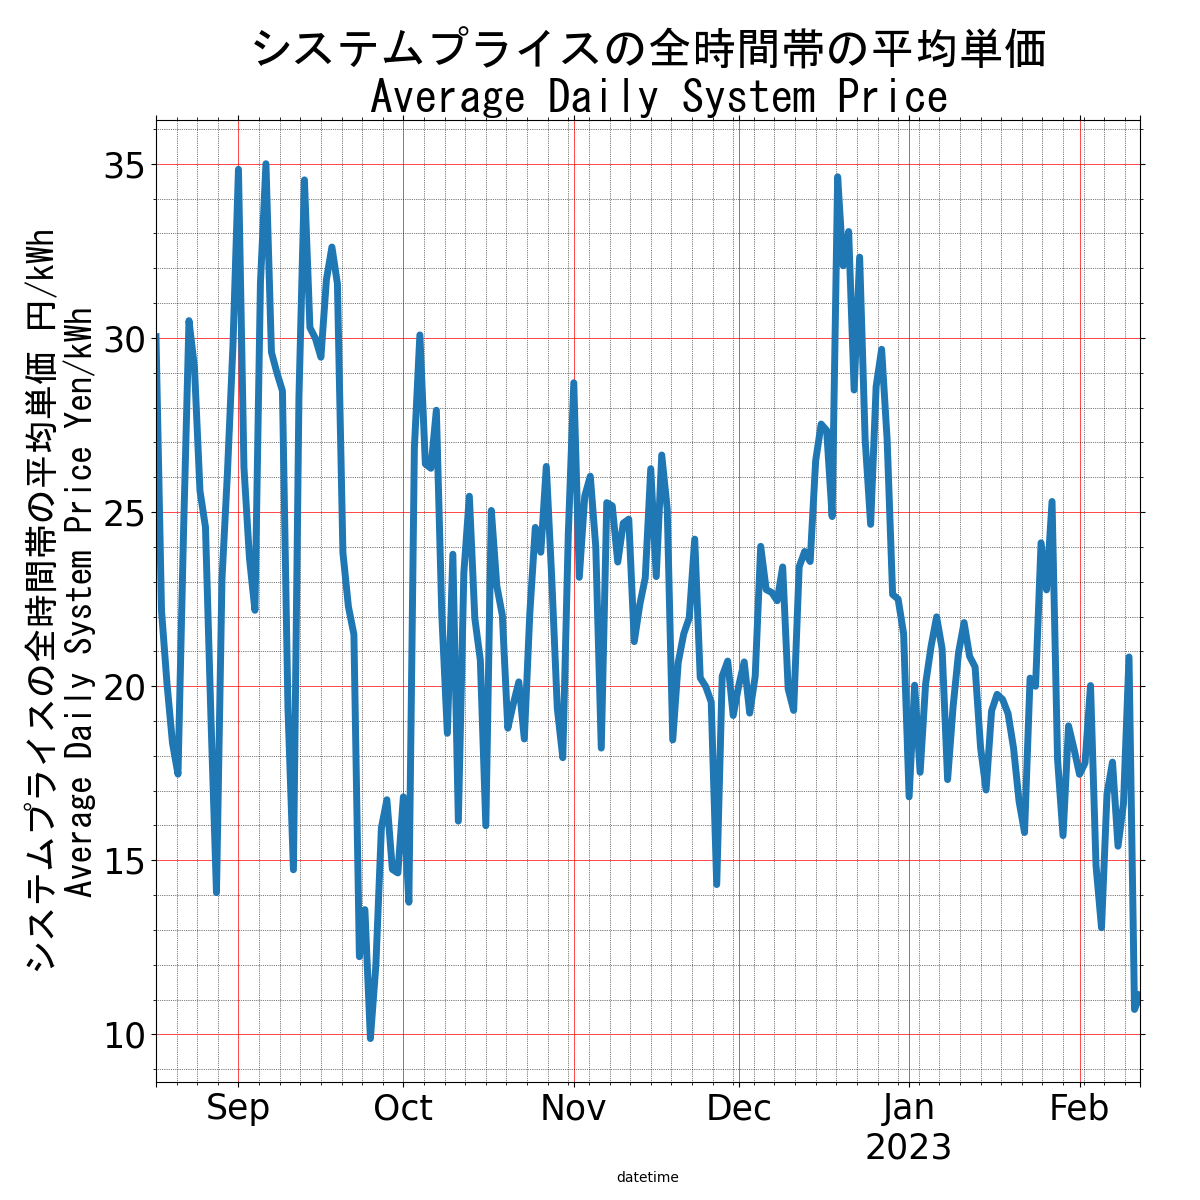 システムプライスの全時間帯の平均単価
Average Daily System Price
システムプライスの全時間帯の平均単価 円/kWh
Average Daily System Price Yen/kWh
35
30
25
20
15
10
Sep
Oct
Nov
Dec
Jan
2023
Feb
datetime